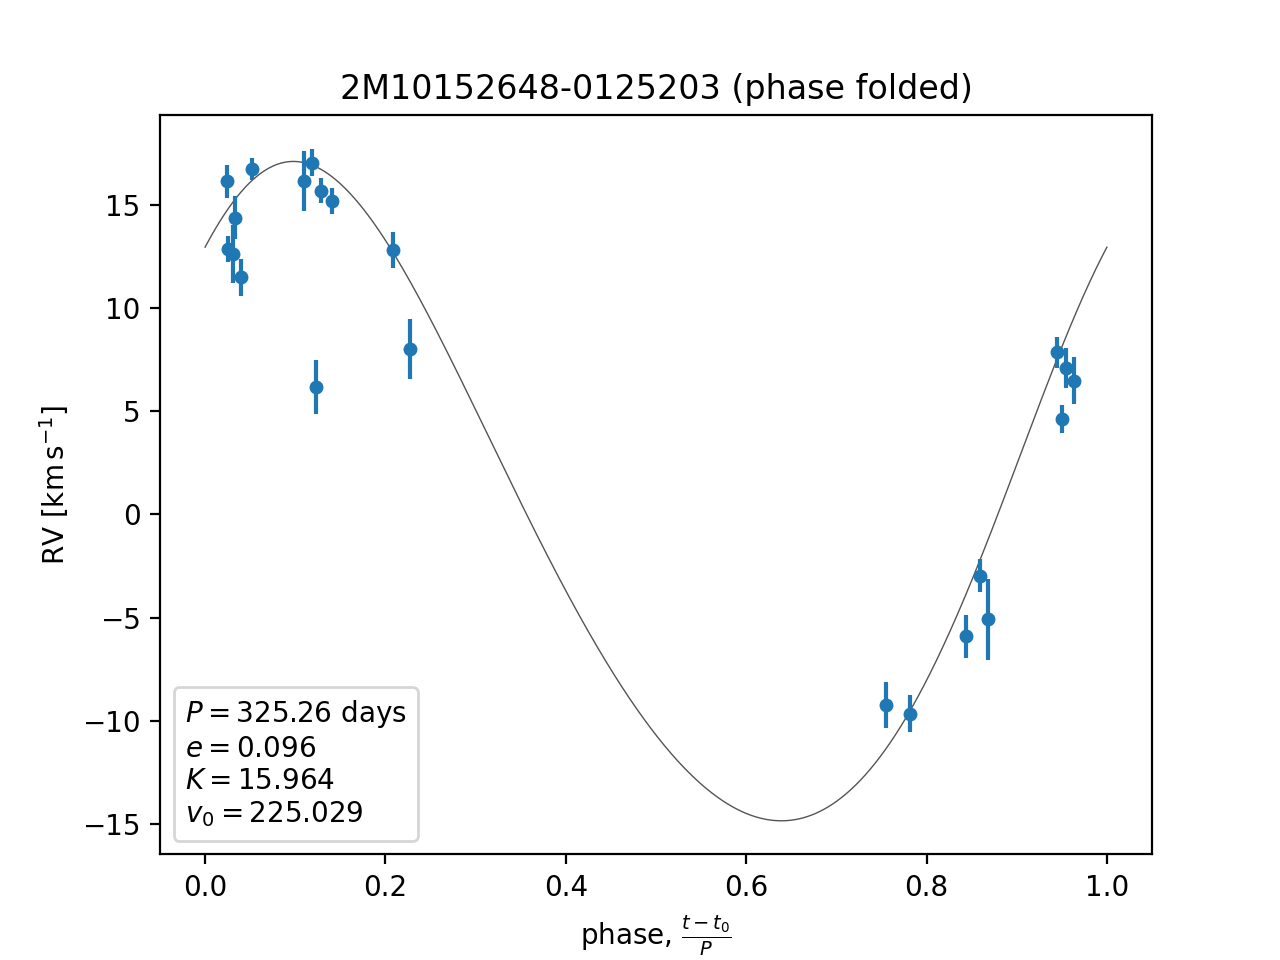 2M10152648-0125203 (phase folded)
RV [km s⁻¹]
15
10
5
0
−5
−10
−15
P = 325.26 days
e = 0.096
K = 15.964
v₀ = 225.029
0.0 0.2 0.4 0.6 0.8 1.0
phase, (t − t₀)/P